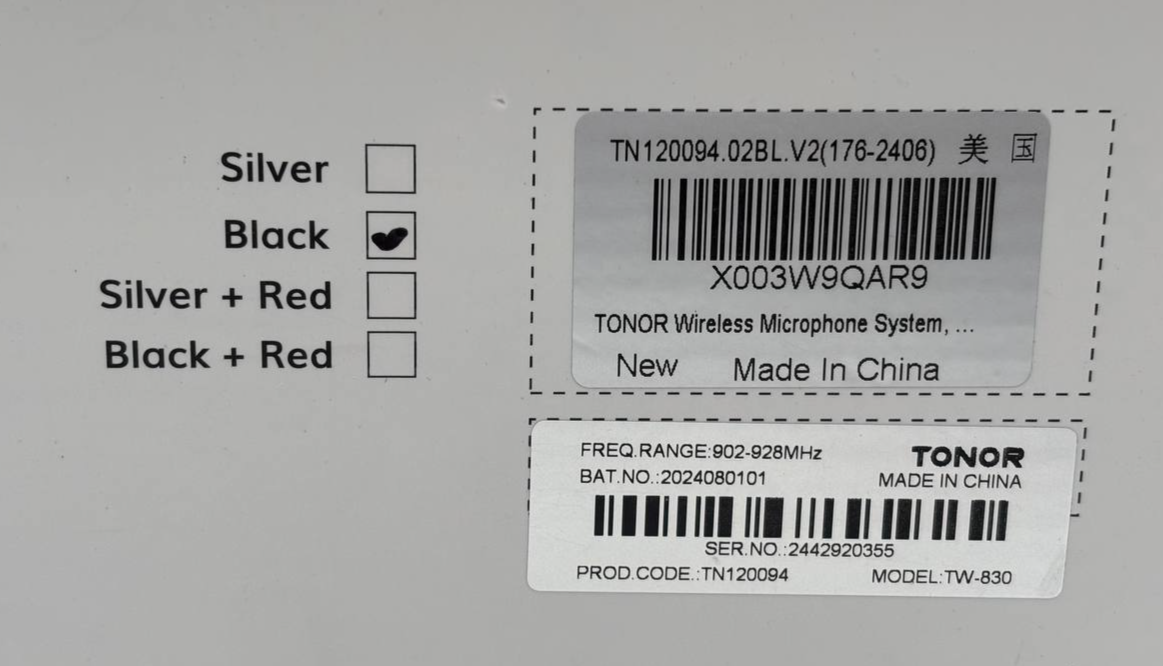 Silver
Black
Silver + Red
Black + Red
TN120094.02BL.V2(176-2406) 美 国
X003W9QAR9
TONOR Wireless Microphone System, ...
New Made In China
FREQ.RANGE:902-928MHz TONOR
BAT.NO.:2024080101 MADE IN CHINA
SER.NO.:2442920355
PROD.CODE.:TN120094 MODEL:TW-830